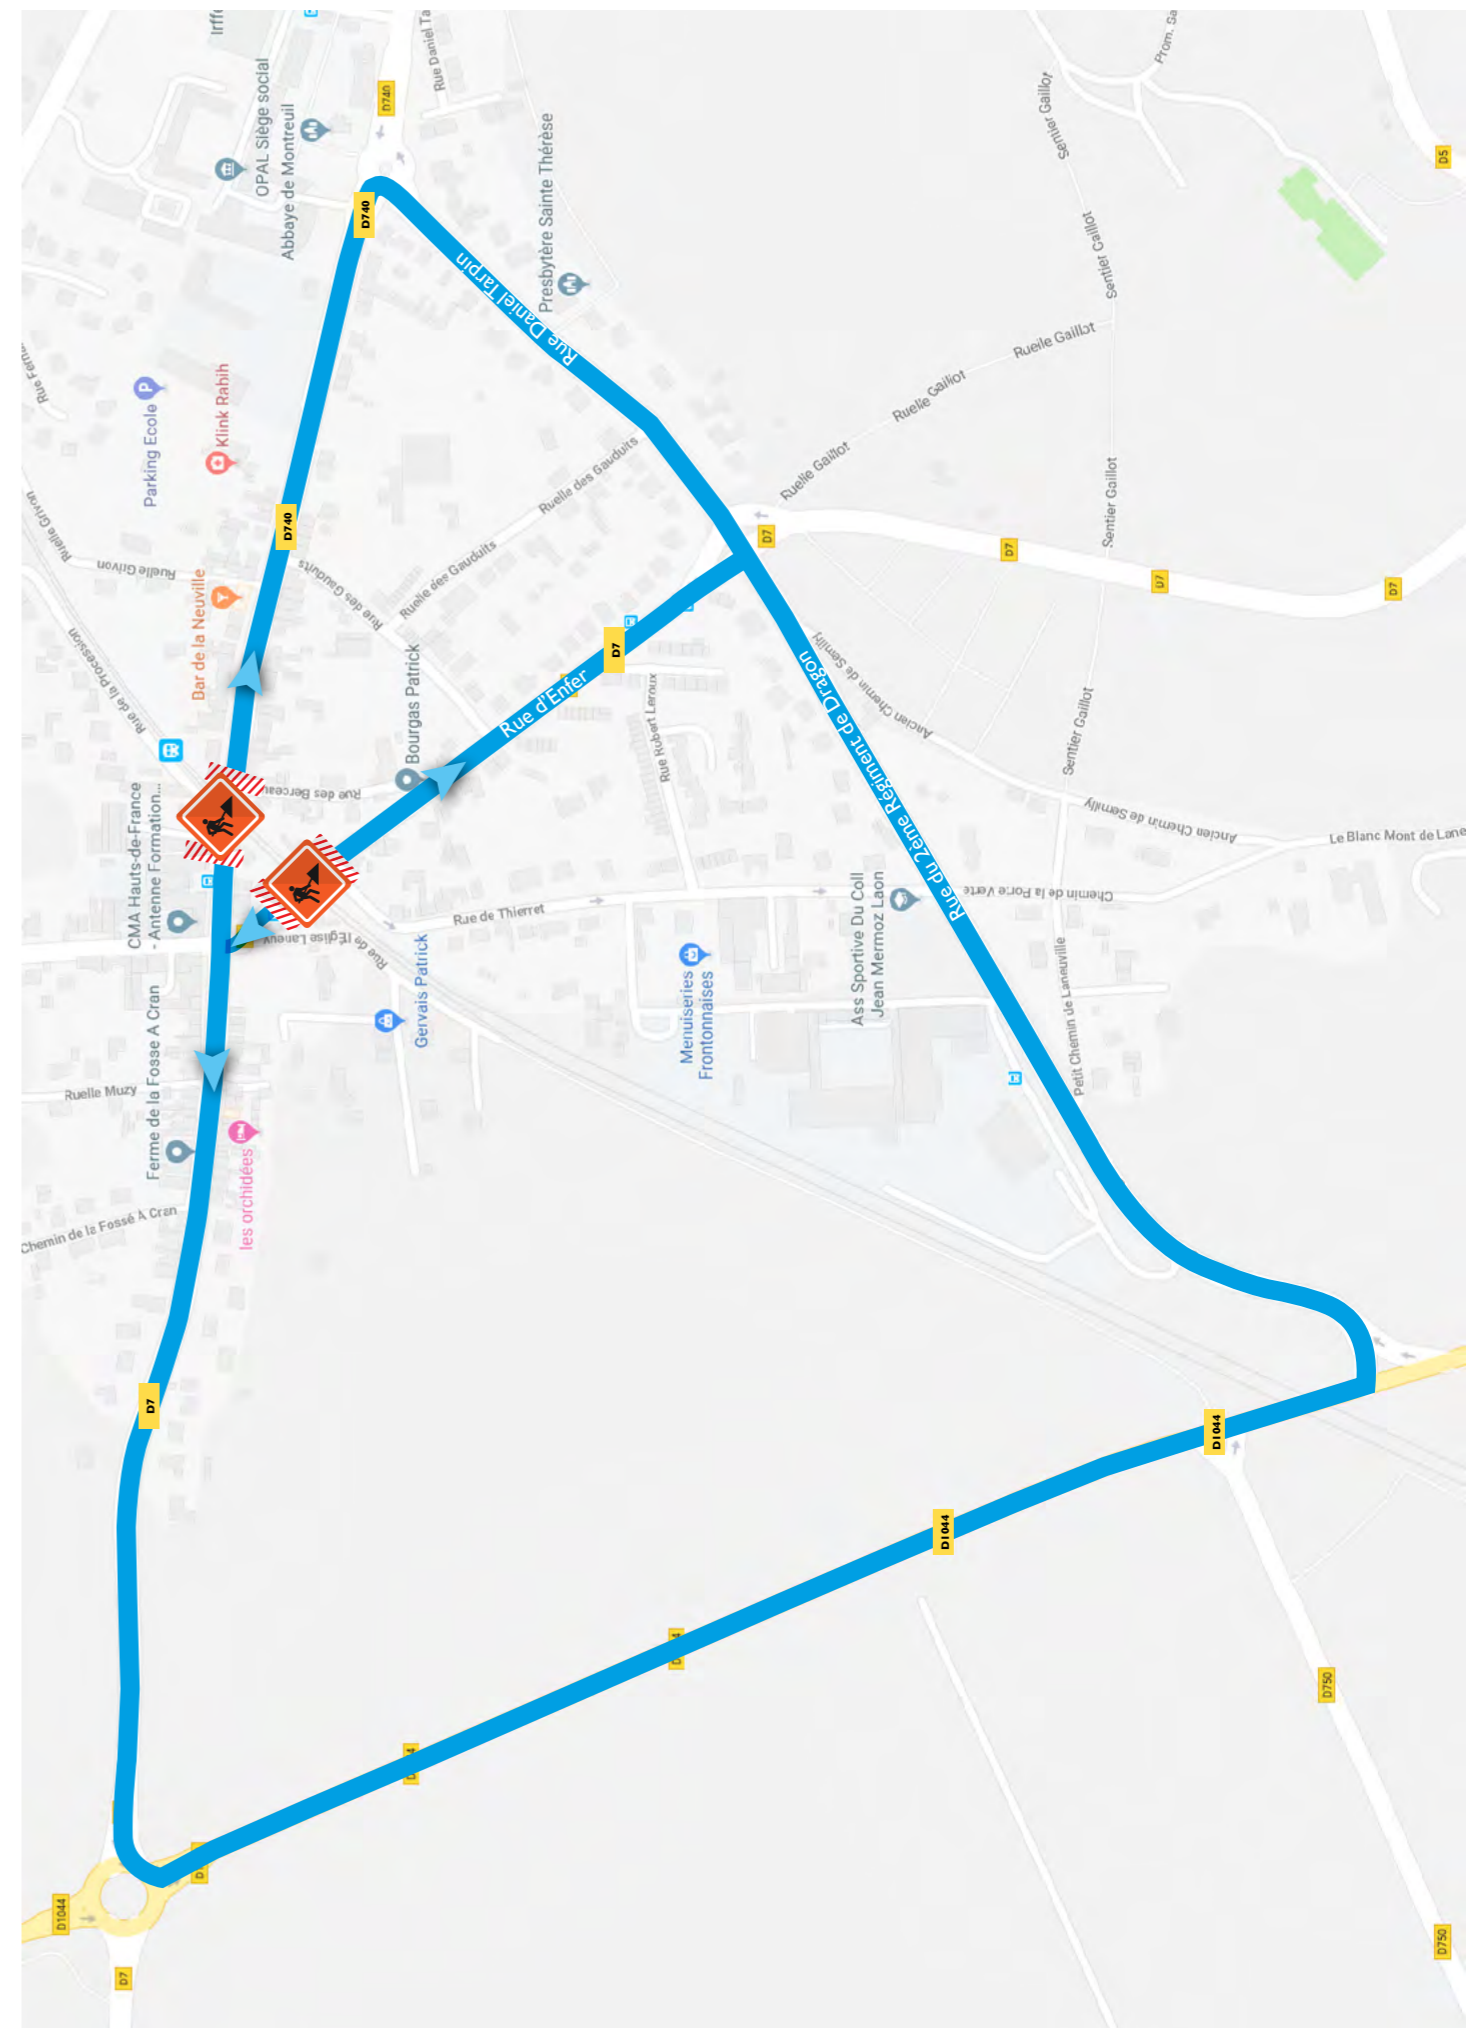 OPAL Siège social
Abbaye de Montreuil
D740
Rue Daniel Ta
Prom. Sa
Sentier Gaillot
D5
D740
Presbytère Sainte Thérèse
Rue Daniel Tarpin
Sentier Gaillot
Ruelle Gaillot
Ruelle Gaillot
Ruelle Gaillot
Sentier Gaillot
Parking Ecole
P
Klink Rabih
Ruelle Grivon
Ruelle Grivon
D740
Ruelle des Gauduits
Ruelle des Gauduits
Rue des Gauduits
D7
D7
D7
D7
Bar de la Neuville
Rue de la Procession
Bourgas Patrick
Rue d'Enfer
D7
Rue Robert Leroux
Rue du 2ème Régiment de Dragon
Ancien Chemin de Semilly
Sentier Gaillot
Ancien Chemin de Semilly
Le Blanc Mont de Lane
CMA Hauts-de-France
- Antenne Formation...
Rue des Berceau
Rue de l'Église Laneuv
Rue de Thierret
Chemin de la Porte Verte
Ass Sportive Du Coll
Jean Mermoz Laon
Menuiseries
Frontonnaises
Gervais Patrick
Petit Chemin de Laneuville
Ferme de la Fosse A Cran
Ruelle Muzy
les orchidées
Chemin de la Fossé A Cran
D7
D1044
D1044
D750
D1044
D7
D750